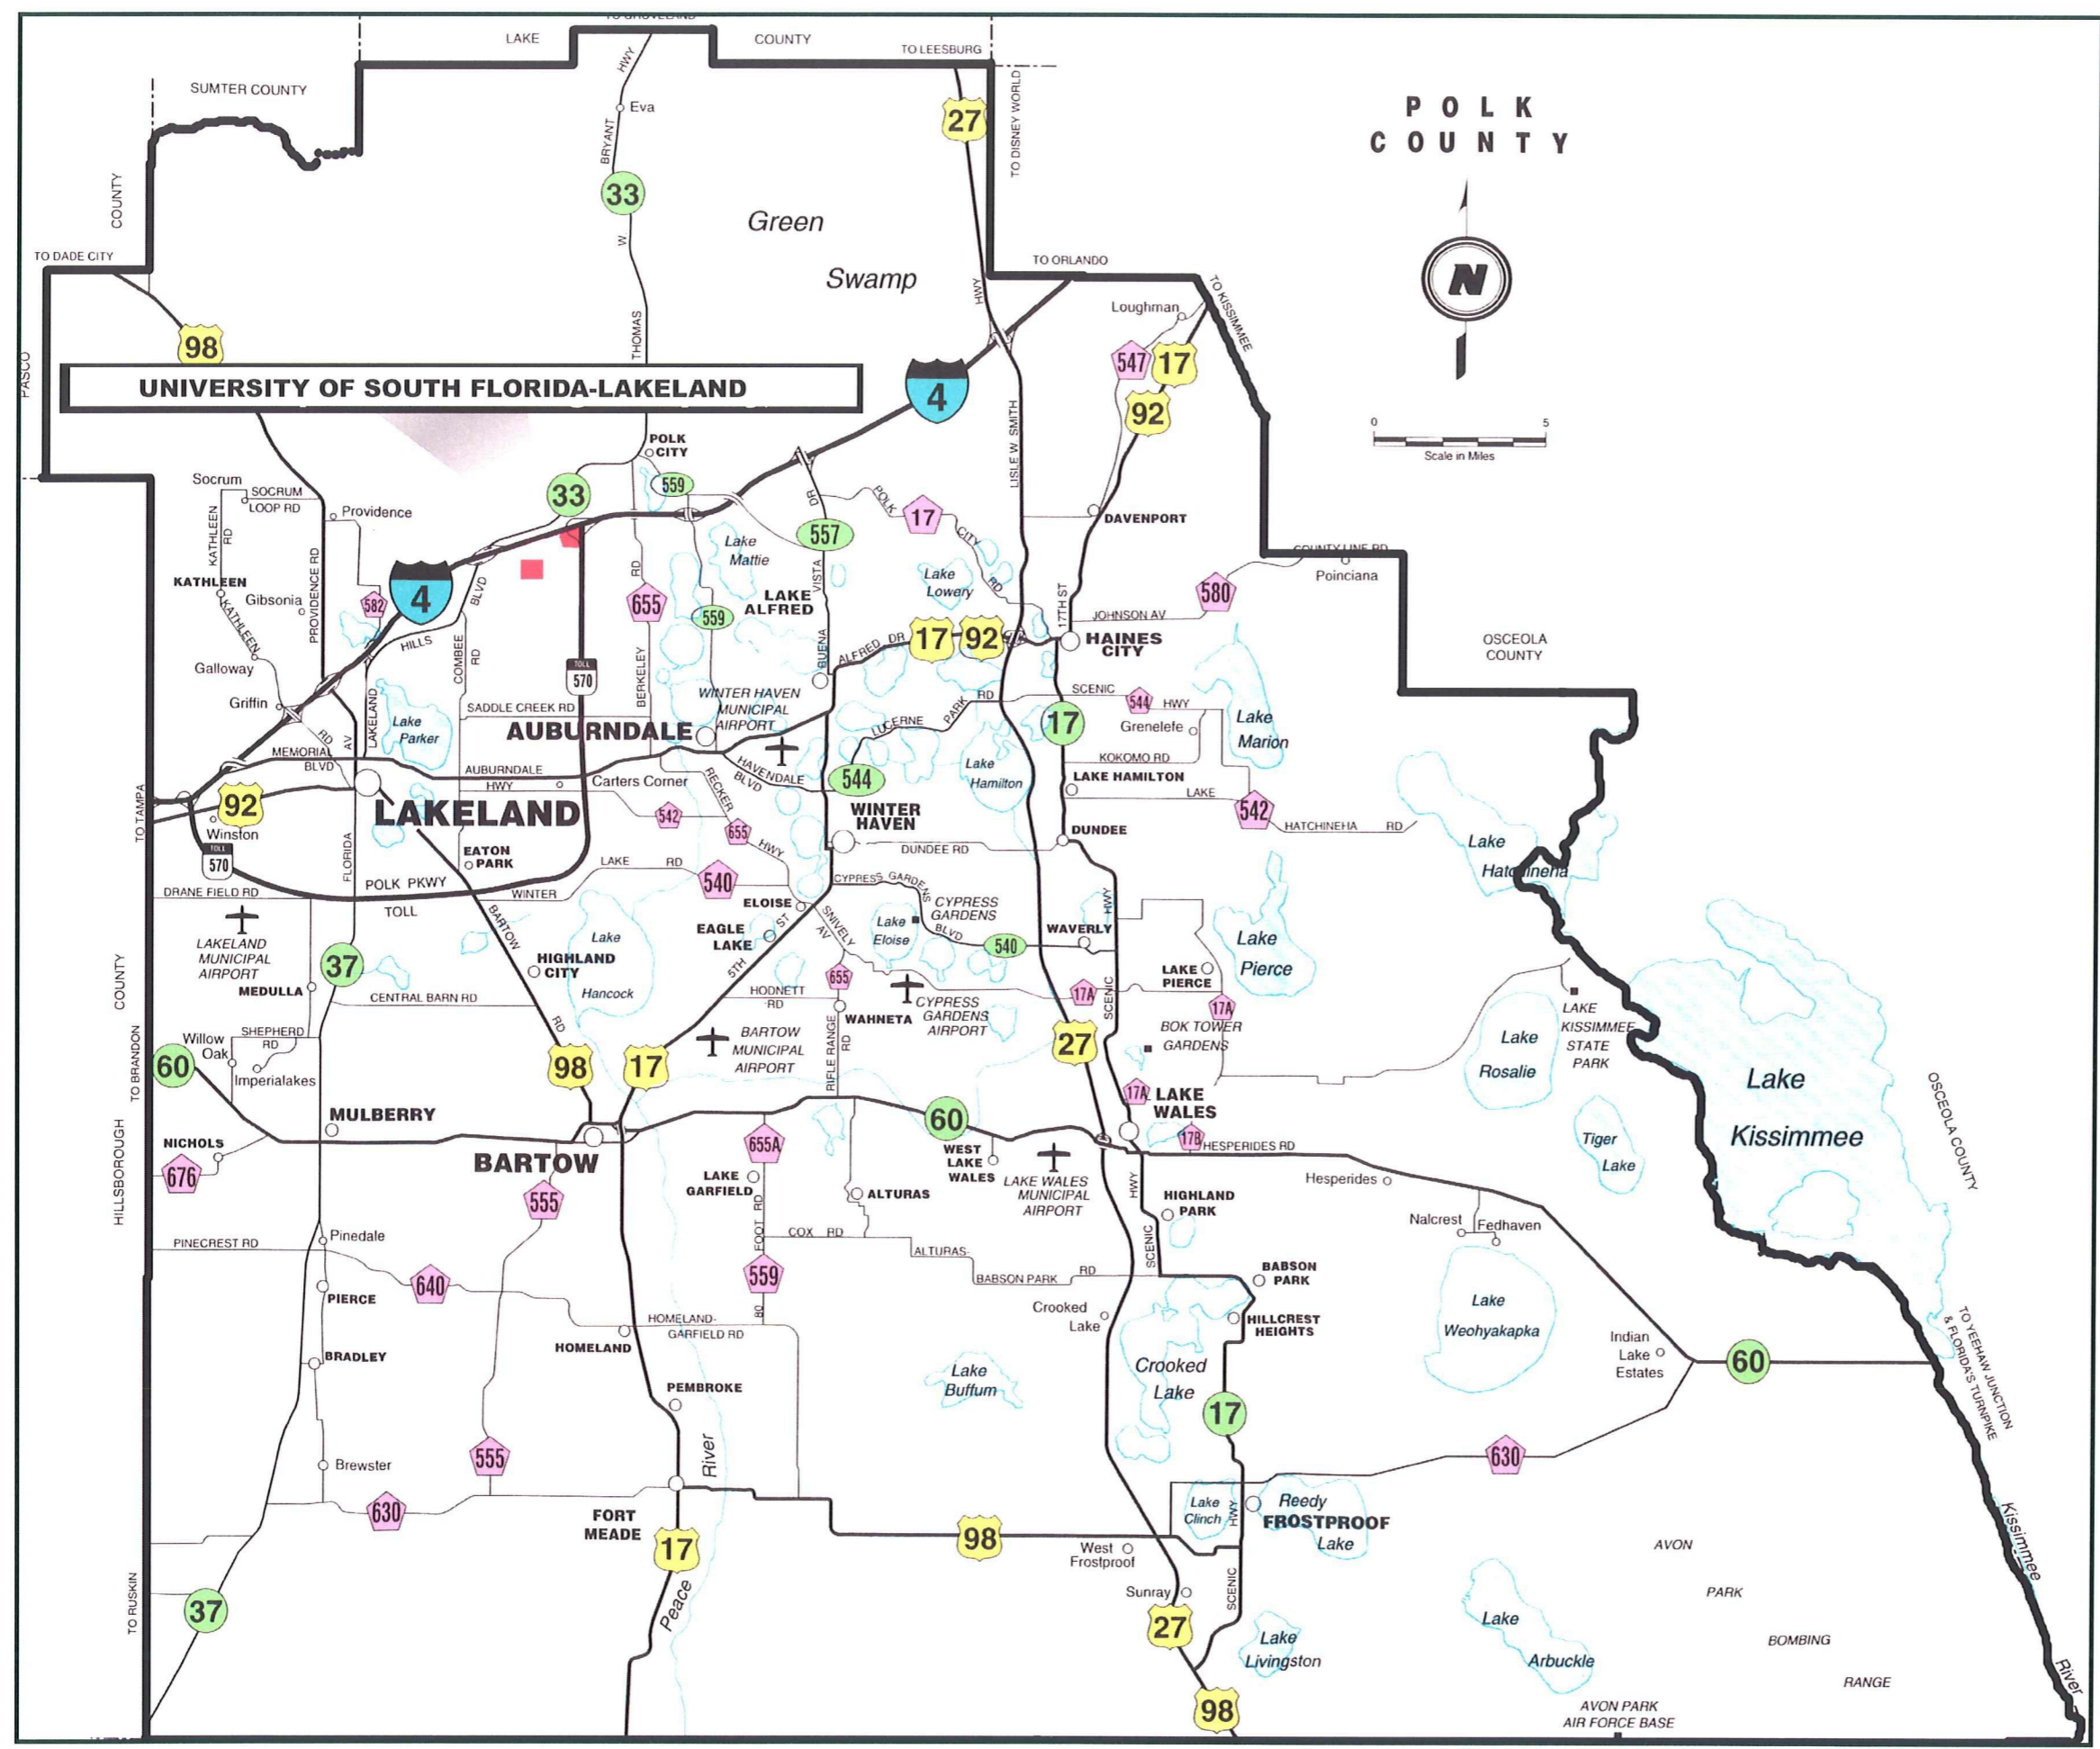 LAKE
COUNTY
TO LEESBURG
SUMTER COUNTY
HWY
Eva
27
TO DISNEY WORLD
POLK
COUNTY
BRYANT
33
COUNTY
W
Green
Swamp
N
TO DADE CITY
TO ORLANDO
HWY
TO KISSIMMEE
Loughman
THOMAS
98
PASCO
547
17
4
92
UNIVERSITY OF SOUTH FLORIDA-LAKELAND
0
5
Scale in Miles
LISLE W SMITH
POLK
CITY
Socrum
SOCRUM
LOOP RD
33
559
DR
POLK
17
CITY
RD
DAVENPORT
Providence
KATHLEEN
RD
557
Lake
Mattie
COUNTY LINE RD
Poinciana
KATHLEEN
Gibsonia
PROVIDENCE RD
582
4
BLVD
RD
655
559
LAKE
ALFRED
VISTA
Lake
Lowery
17TH ST
580
JOHNSON AV
KATHLEEN
HILLS
COMBEE
RD
TOLL
570
BERKELEY
BUENA
ALFRED DR
17
92
HAINES
CITY
OSCEOLA
COUNTY
Galloway
Griffin
RD
LAKELAND
Lake
Parker
SADDLE CREEK RD
WINTER HAVEN
MUNICIPAL
AIRPORT
LUCERNE
PARK
RD
SCENIC
544
HWY
17
Grenelefe
Lake
Marion
AUBURNDALE
AV
MEMORIAL
BLVD
AUBURNDALE
HWY
Carters Corner
RECKER
HAVENDALE
BLVD
544
Lake
Hamilton
KOKOMO RD
LAKE HAMILTON
LAKE
542
HATCHINEHA RD
TO TAMPA
92
Winston
LAKELAND
542
655
HWY
WINTER
HAVEN
DUNDEE
DUNDEE RD
Lake
Hatchineha
TOLL
570
FLORIDA
EATON
PARK
DRANE FIELD RD
POLK PKWY
TOLL
WINTER
LAKE
RD
540
CYPRESS GARDENS
BLVD
ELOISE
CYPRESS
GARDENS
HWY
LAKELAND
MUNICIPAL
AIRPORT
BARTOW
EAGLE
LAKE
5TH
ST
SNIVELY
AV
Lake
Eloise
540
WAVERLY
Lake
Pierce
37
HIGHLAND
CITY
Lake
Hancock
655
LAKE
PIERCE
COUNTY
MEDULLA
CENTRAL BARN RD
HODNETT
RD
CYPRESS
GARDENS
AIRPORT
17A
SCENIC
17A
LAKE
KISSIMMEE
STATE
PARK
WAHNETA
SHEPHERD
RD
Willow
Oak
Imperialakes
RD
BARTOW
MUNICIPAL
AIRPORT
RIFLE RANGE
RD
27
BOK TOWER
GARDENS
Lake
Rosalie
TO BRANDON
60
98
17
Lake
Kissimmee
OSCEOLA COUNTY
17A
LAKE
WALES
HILLSBOROUGH
MULBERRY
60
17B
HESPERIDES RD
Tiger
Lake
NICHOLS
676
BARTOW
655A
WEST
LAKE
WALES
LAKE WALES
MUNICIPAL
AIRPORT
HWY
Hesperides
555
LAKE
GARFIELD
ALTURAS
HIGHLAND
PARK
Nalcrest
Fedhaven
Pinedale
PINECREST RD
80
FOOT
RD
COX RD
ALTURAS-
BABSON PARK
RD
SCENIC
BABSON
PARK
640
559
PIERCE
Crooked
Lake
HILLCREST
HEIGHTS
Lake
Weohyakapka
HOMELAND-
GARFIELD RD
HOMELAND
BRADLEY
Lake
Buffum
Crooked
Lake
Indian
Lake
Estates
60
TO YEEHAW JUNCTION
& FLORIDA'S TURNPIKE
PEMBROKE
17
River
Brewster
555
630
630
FORT
MEADE
Lake
Clinch
HWY
Reedy
FROSTPROOF
Lake
Kissimmee
17
98
West
Frostproof
AVON
PARK
BOMBING
RANGE
TO RUSKIN
37
Peace
Sunray
SCENIC
27
Lake
Livingston
Lake
Arbuckle
River
98
AVON PARK
AIR FORCE BASE